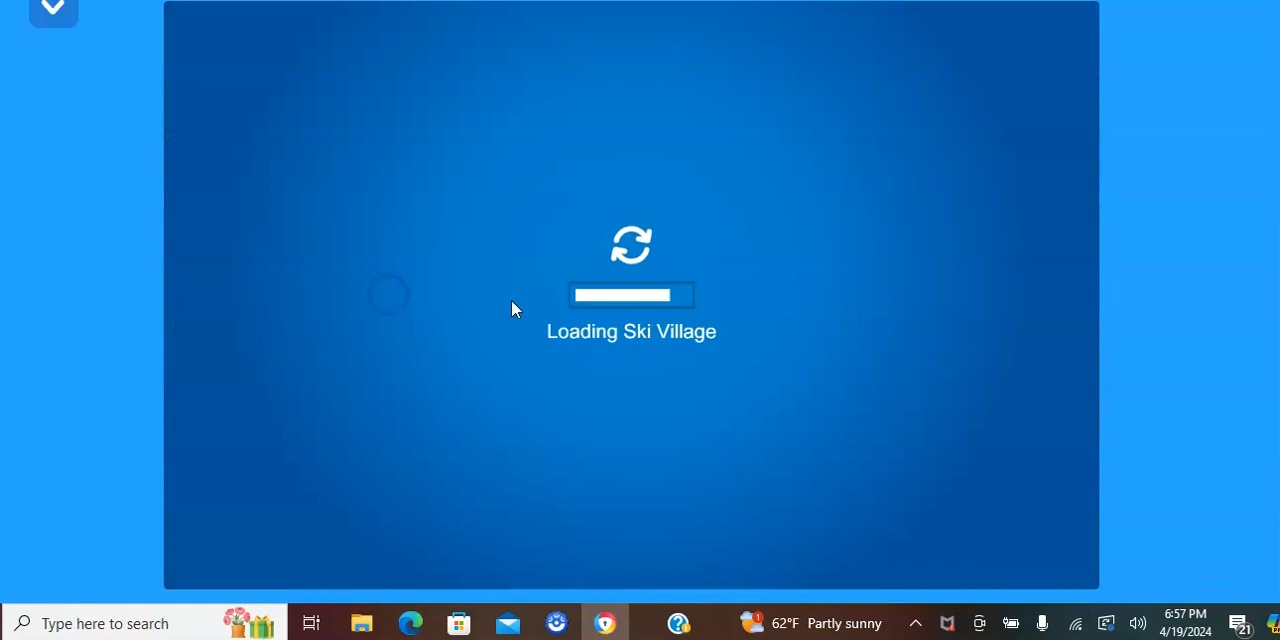 Loading Ski Village
Type here to search
62°F Partly sunny
6:57 PM
4/19/2024
21